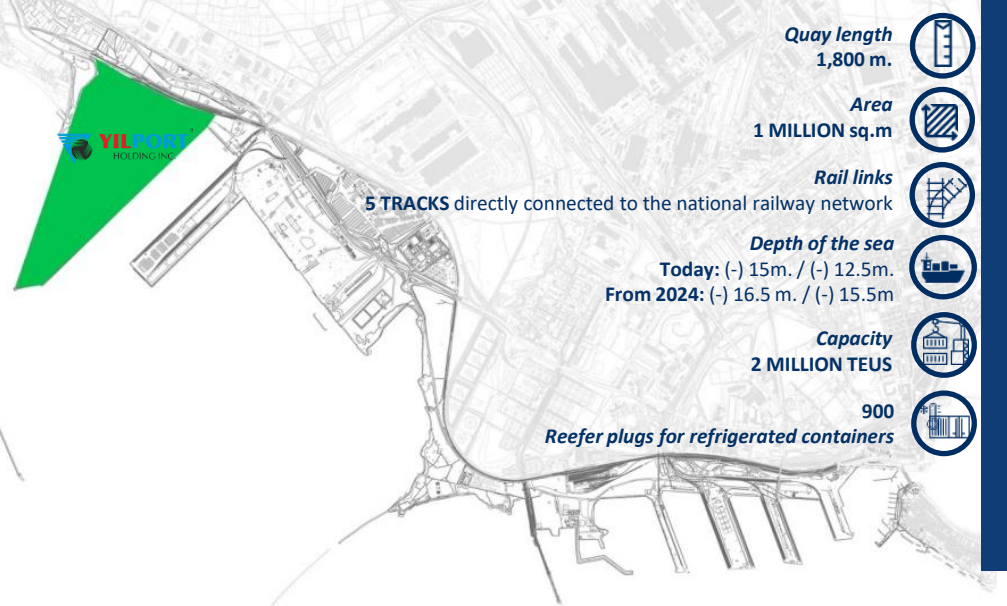 Quay length
1,800 m.
Area
1 MILLION sq.m
YILPORT
HOLDING INC.
Rail links
5 TRACKS directly connected to the national railway network
Depth of the sea
Today: (-) 15m. / (-) 12.5m.
From 2024: (-) 16.5 m. / (-) 15.5m
Capacity
2 MILLION TEUS
900
Reefer plugs for refrigerated containers